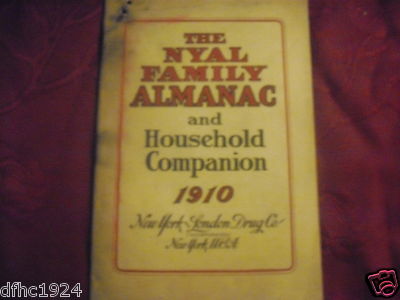 THE
NYAL
FAMILY
ALMANAC
and
Household
Companion
1910
New York & London Drug Co
New York, U.S.A
dfhc1924